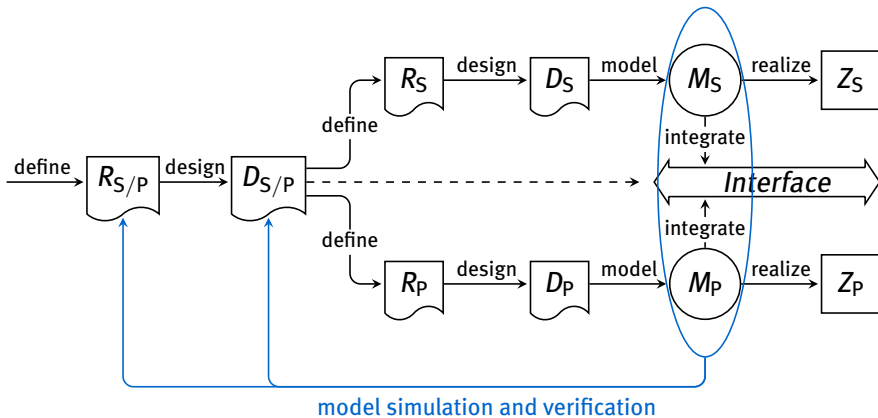 define
R_S/P
design
D_S/P
define
R_S
design
D_S
model
M_S
realize
Z_S
integrate
Interface
integrate
define
R_P
design
D_P
model
M_P
realize
Z_P
model simulation and verification